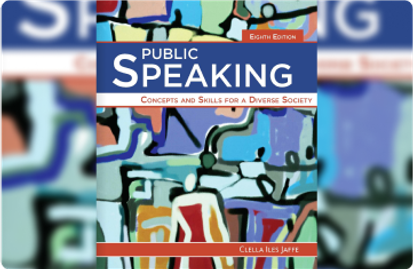 EIGHTH EDITION
PUBLIC
SPEAKING
CONCEPTS AND SKILLS FOR A DIVERSE SOCIETY
CLELLA ILES JAFFE